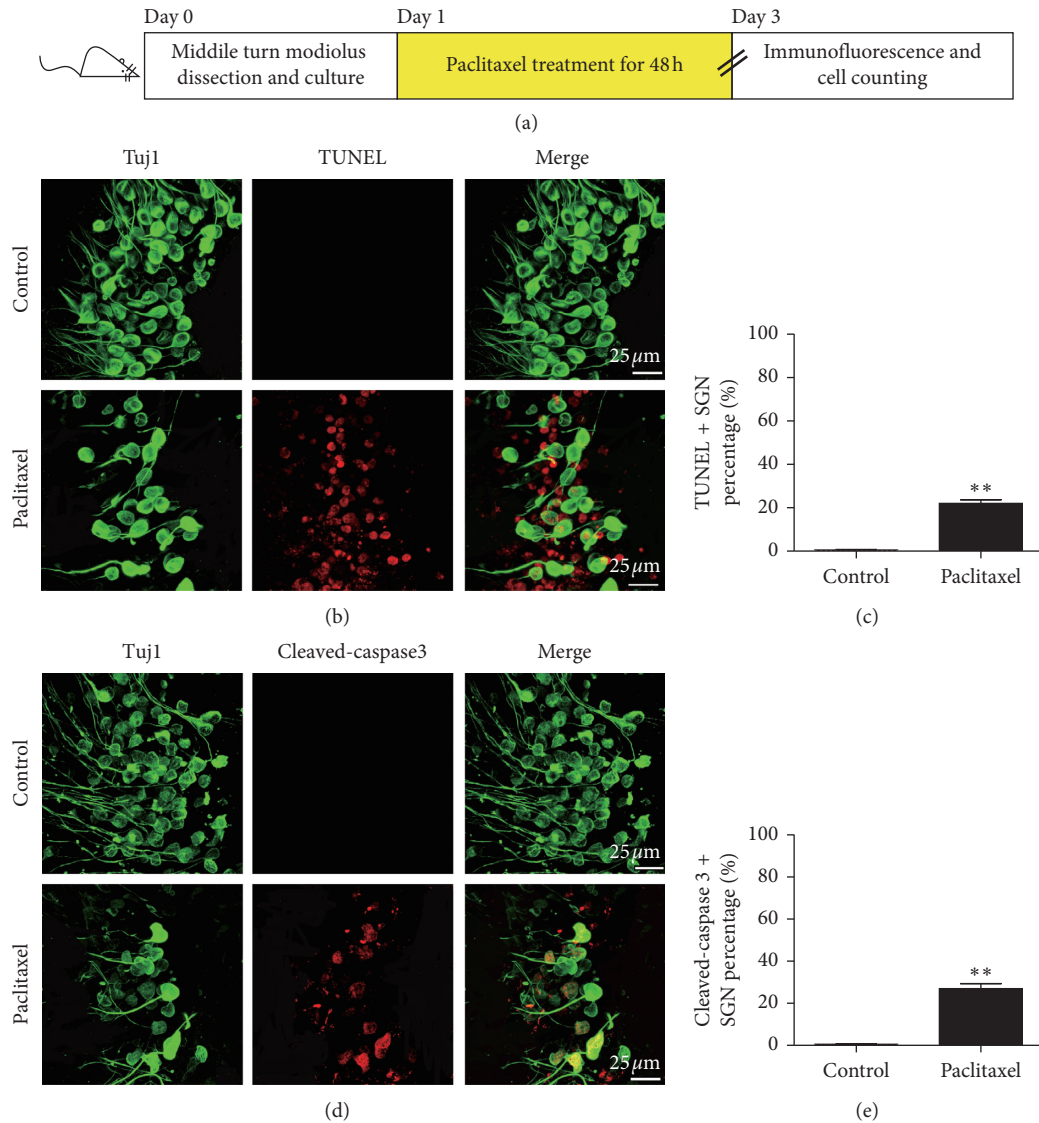 Day 0
Day 1
Day 3
Middile turn modiolus
dissection and culture
Paclitaxel treatment for 48 h
Immunofluorescence and
cell counting
(a)
Tuj1
TUNEL
Merge
Control
25 µm
Paclitaxel
25 µm
(b)
TUNEL + SGN
percentage (%)
100
80
60
40
20
0
**
Control
Paclitaxel
(c)
Tuj1
Cleaved-caspase3
Merge
Control
25 µm
Paclitaxel
25 µm
(d)
Cleaved-caspase 3 +
SGN percentage (%)
100
80
60
40
20
0
**
Control
Paclitaxel
(e)